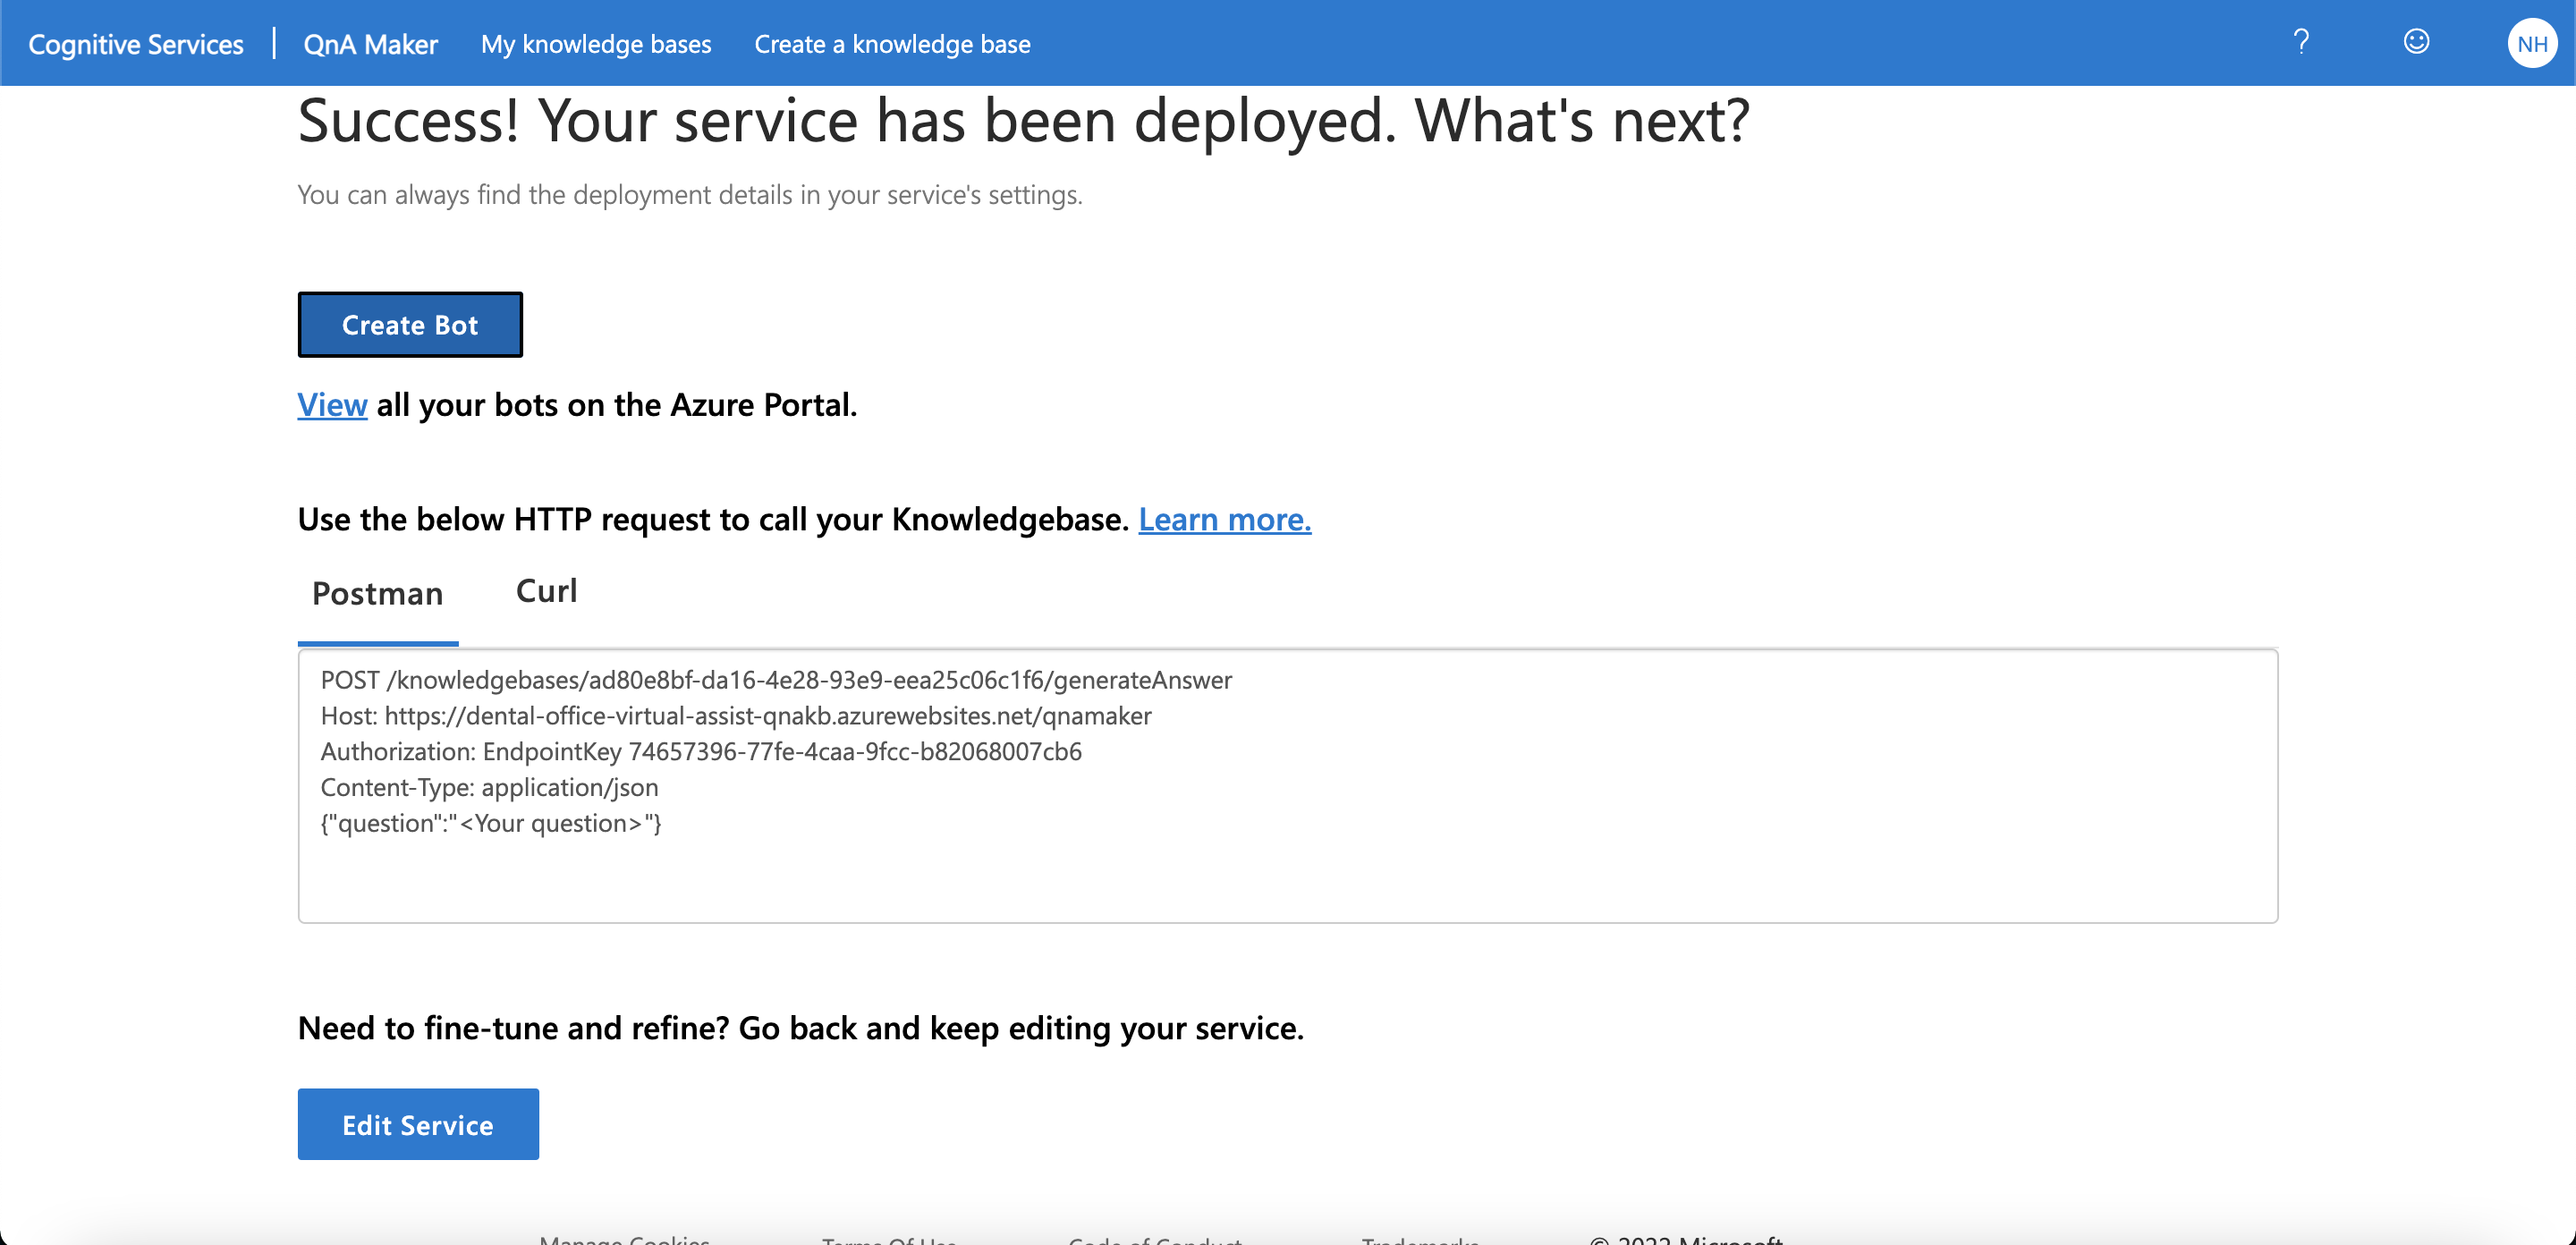 Cognitive Services | QnA Maker My knowledge bases Create a knowledge base ? NH
Success! Your service has been deployed. What's next?
You can always find the deployment details in your service's settings.
Create Bot
View all your bots on the Azure Portal.
Use the below HTTP request to call your Knowledgebase. Learn more.
Postman Curl
POST /knowledgebases/ad80e8bf-da16-4e28-93e9-eea25c06c1f6/generateAnswer
Host: https://dental-office-virtual-assist-qnakb.azurewebsites.net/qnamaker
Authorization: EndpointKey 74657396-77fe-4caa-9fcc-b82068007cb6
Content-Type: application/json
{"question":"<Your question>"}
Need to fine-tune and refine? Go back and keep editing your service.
Edit Service
Manage Cookies Terms Of Use Code of Conduct Trademarks © 2022 Microsoft